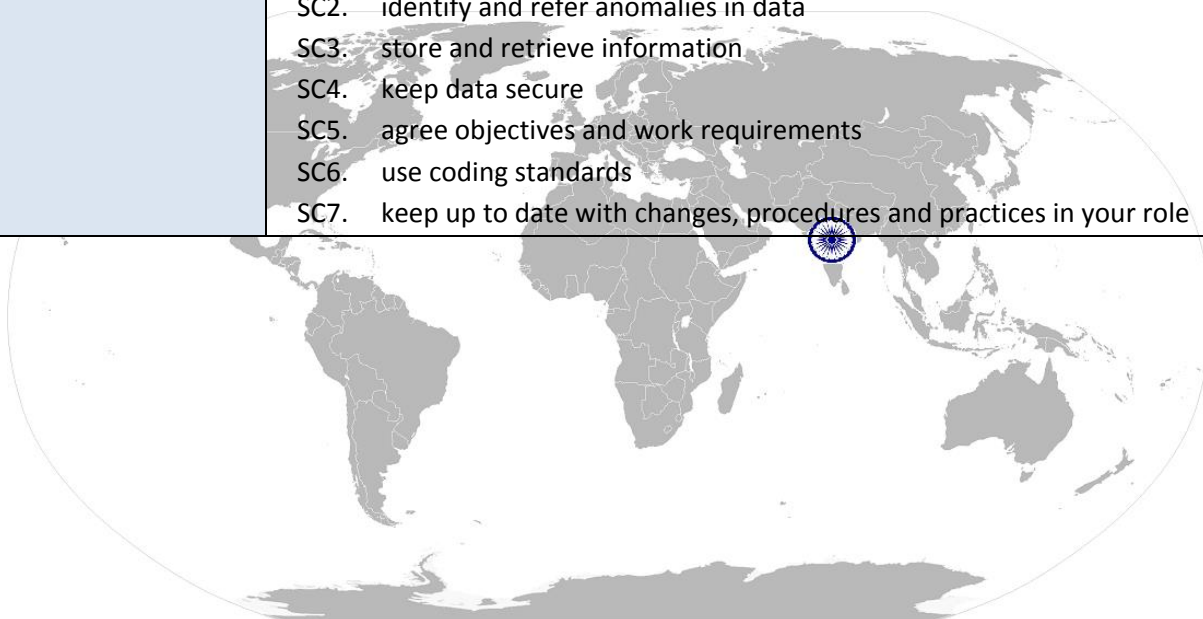 SC2. identify and refer anomalies in data
SC3. store and retrieve information
SC4. keep data secure
SC5. agree objectives and work requirements
SC6. use coding standards
SC7. keep up to date with changes, procedures and practices in your role